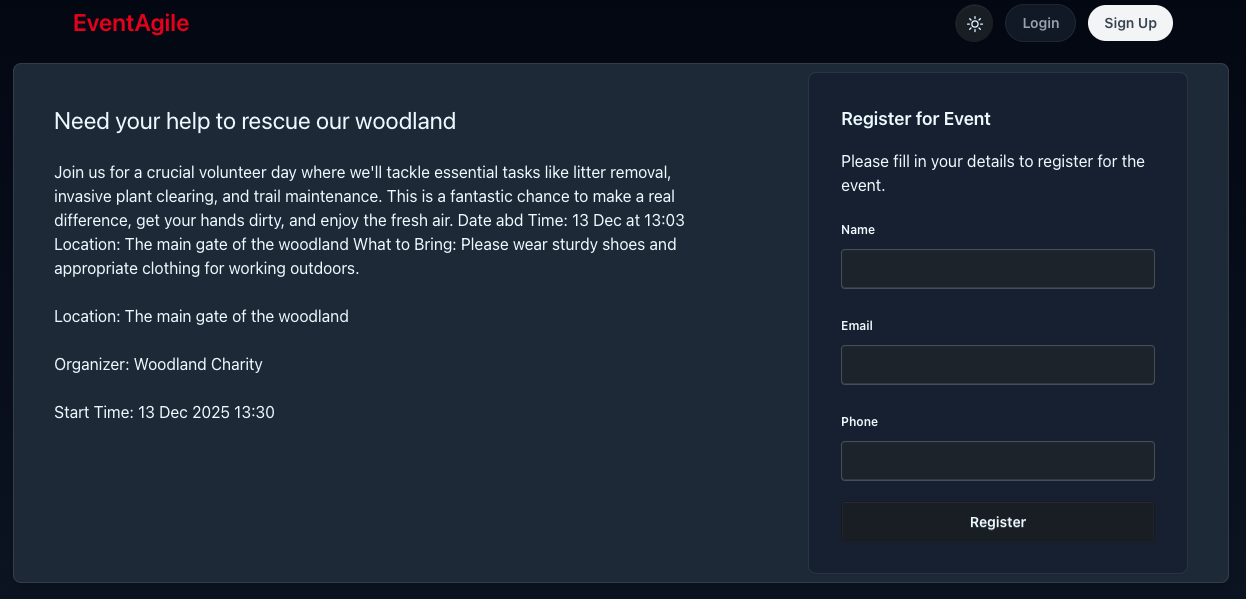 EventAgile
Login
Sign Up
Need your help to rescue our woodland
Join us for a crucial volunteer day where we'll tackle essential tasks like litter removal,
invasive plant clearing, and trail maintenance. This is a fantastic chance to make a real
difference, get your hands dirty, and enjoy the fresh air. Date abd Time: 13 Dec at 13:03
Location: The main gate of the woodland What to Bring: Please wear sturdy shoes and
appropriate clothing for working outdoors.
Location: The main gate of the woodland
Organizer: Woodland Charity
Start Time: 13 Dec 2025 13:30
Register for Event
Please fill in your details to register for the
event.
Name
Email
Phone
Register